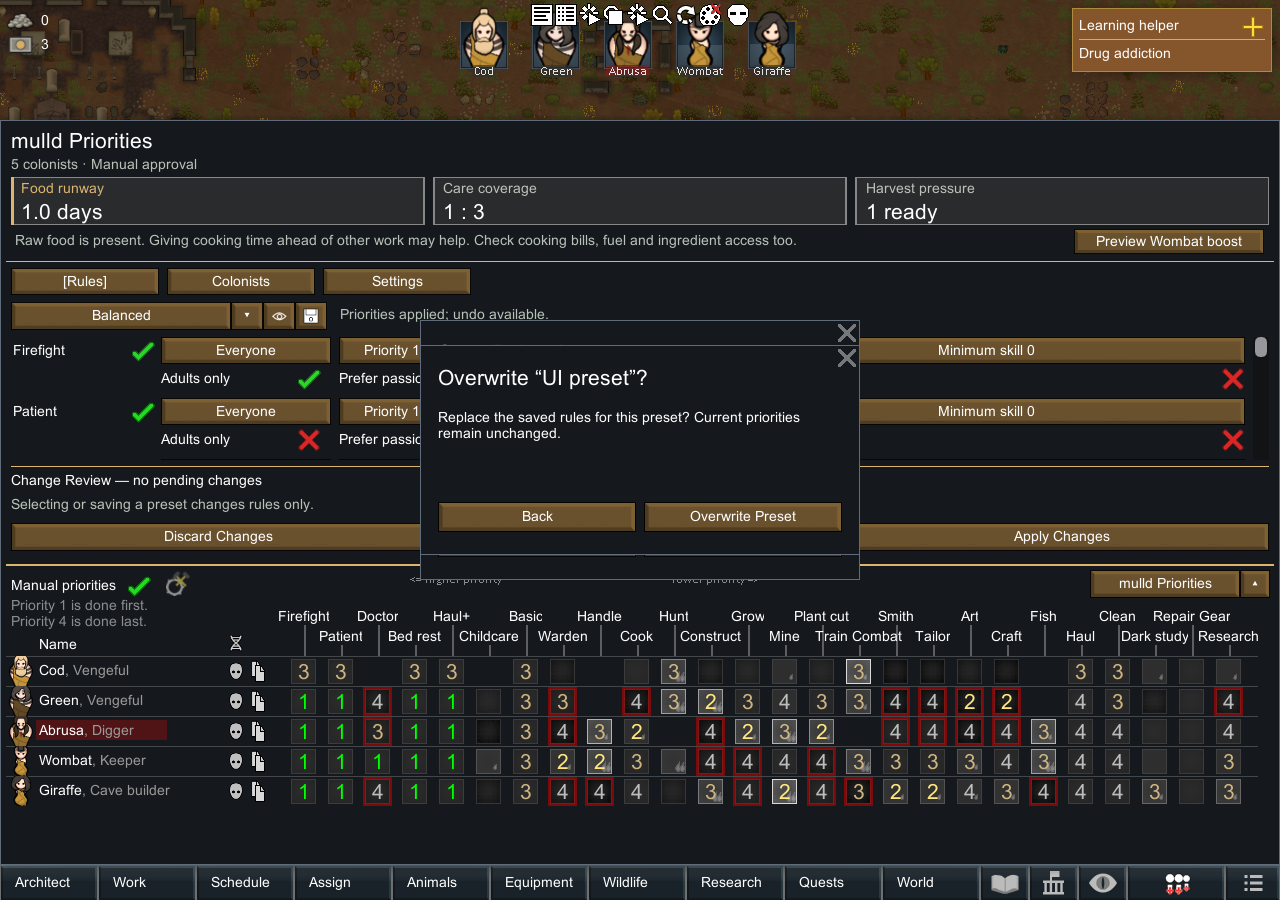 0
3
Cod
Green
Abrusa
Wombat
Giraffe
Learning helper
Drug addiction
mulld Priorities
5 colonists · Manual approval
Food runway
1.0 days
Care coverage
1 : 3
Harvest pressure
1 ready
Raw food is present. Giving cooking time ahead of other work may help. Check cooking bills, fuel and ingredient access too.
Preview Wombat boost
[Rules]
Colonists
Settings
Balanced
Priorities applied; undo available.
Firefight
Everyone
Priority 1
Minimum skill 0
Adults only
Prefer passio
Patient
Everyone
Priority 1
Minimum skill 0
Adults only
Prefer passio
Overwrite “UI preset”?
Replace the saved rules for this preset? Current priorities
remain unchanged.
Back
Overwrite Preset
Change Review — no pending changes
Selecting or saving a preset changes rules only.
Discard Changes
Apply Changes
Manual priorities
mulld Priorities
Priority 1 is done first.
Priority 4 is done last.
Firefight Doctor Haul+ Basic Handle Hunt Grow Plant cut Smith Art Fish Clean Repair Gear
Patient Bed rest Childcare Warden Cook Construct Mine Train Combat Tailor Craft Haul Dark study Research
Name
Cod, Vengeful 3 3 3 3 3 3 3 3 3
Green, Vengeful 1 1 4 1 1 3 3 4 3 2 3 4 3 3 4 4 2 2 4 3 4
Abrusa, Digger 1 1 3 1 1 3 4 3 2 4 2 3 2 4 4 4 4 3 4 4 4
Wombat, Keeper 1 1 1 1 1 3 2 2 3 4 4 4 4 3 3 3 3 3 3 4 4 3
Giraffe, Cave builder 1 1 4 1 1 3 4 4 4 3 4 2 4 3 2 2 4 3 4 4 4 3 3
Architect
Work
Schedule
Assign
Animals
Equipment
Wildlife
Research
Quests
World